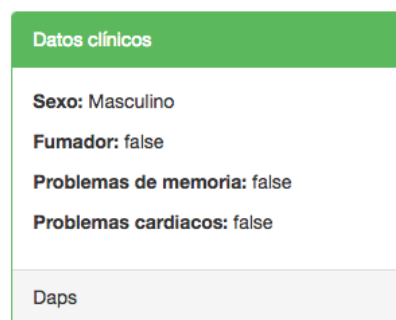 Datos clínicos
Sexo: Masculino
Fumador: false
Problemas de memoria: false
Problemas cardiacos: false
Daps